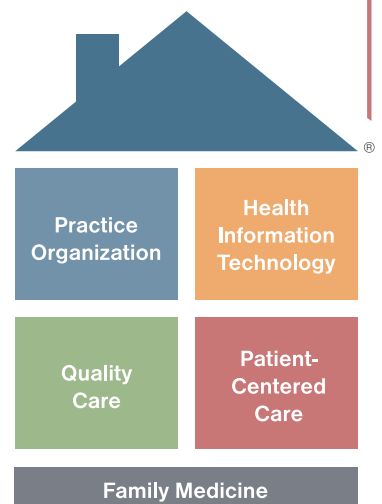 ®
Practice
Organization
Health
Information
Technology
Quality
Care
Patient-
Centered
Care
Family Medicine